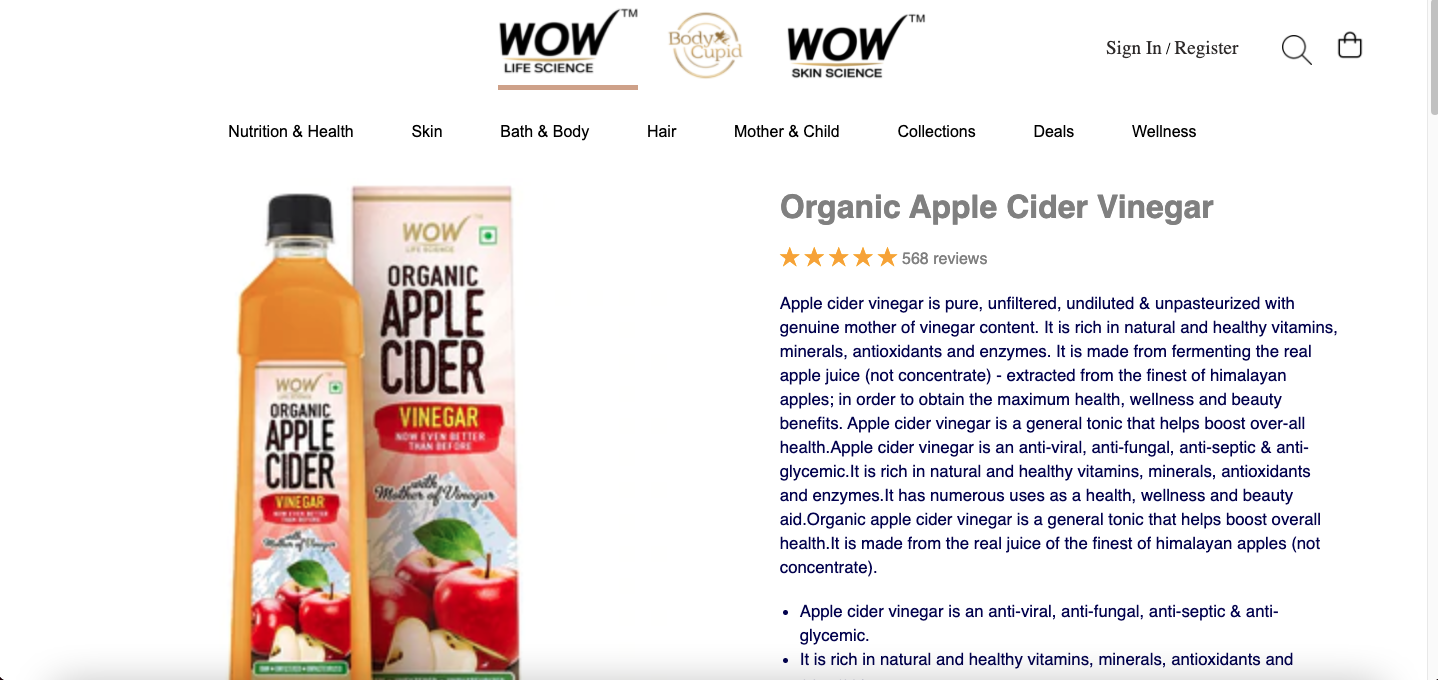 WOW™
LIFE SCIENCE
Body Cupid
WOW™
SKIN SCIENCE
Sign In / Register
Nutrition & Health Skin Bath & Body Hair Mother & Child Collections Deals Wellness
WOW™
LIFE SCIENCE
ORGANIC
APPLE
CIDER
VINEGAR
NOW EVEN BETTER
THAN BEFORE
with
Mother of Vinegar
WOW
ORGANIC
APPLE
CIDER
VINEGAR
NOW EVEN BETTER
THAN BEFORE
with
Mother of Vinegar
Organic Apple Cider Vinegar
568 reviews
Apple cider vinegar is pure, unfiltered, undiluted & unpasteurized with
genuine mother of vinegar content. It is rich in natural and healthy vitamins,
minerals, antioxidants and enzymes. It is made from fermenting the real
apple juice (not concentrate) - extracted from the finest of himalayan
apples; in order to obtain the maximum health, wellness and beauty
benefits. Apple cider vinegar is a general tonic that helps boost over-all
health.Apple cider vinegar is an anti-viral, anti-fungal, anti-septic & anti-
glycemic.It is rich in natural and healthy vitamins, minerals, antioxidants
and enzymes.It has numerous uses as a health, wellness and beauty
aid.Organic apple cider vinegar is a general tonic that helps boost overall
health.It is made from the real juice of the finest of himalayan apples (not
concentrate).
• Apple cider vinegar is an anti-viral, anti-fungal, anti-septic & anti-
glycemic.
• It is rich in natural and healthy vitamins, minerals, antioxidants and